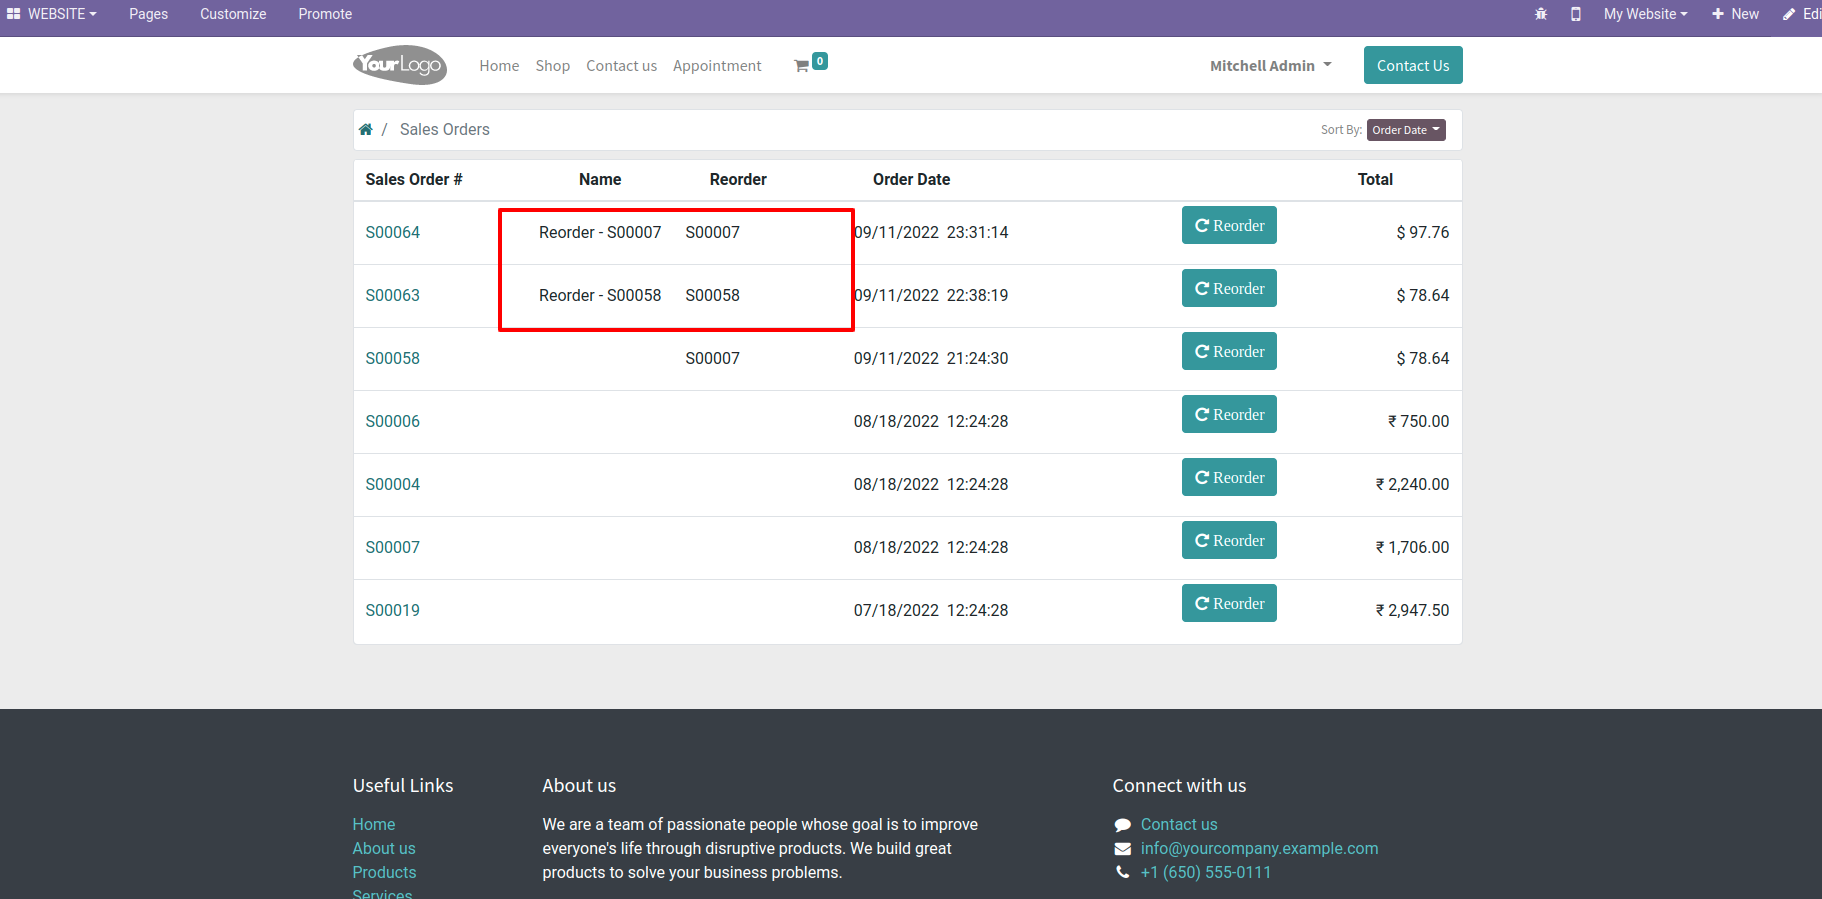 WEBSITE Pages Customize Promote My Website New Edi
YourLogo Home Shop Contact us Appointment 0 Mitchell Admin Contact Us
/ Sales Orders Sort By: Order Date
Sales Order # Name Reorder Order Date Total
S00064 Reorder - S00007 S00007 09/11/2022 23:31:14 Reorder $ 97.76
S00063 Reorder - S00058 S00058 09/11/2022 22:38:19 Reorder $ 78.64
S00058 S00007 09/11/2022 21:24:30 Reorder $ 78.64
S00006 08/18/2022 12:24:28 Reorder ₹ 750.00
S00004 08/18/2022 12:24:28 Reorder ₹ 2,240.00
S00007 08/18/2022 12:24:28 Reorder ₹ 1,706.00
S00019 07/18/2022 12:24:28 Reorder ₹ 2,947.50
Useful Links
Home
About us
Products
Services
About us
We are a team of passionate people whose goal is to improve
everyone's life through disruptive products. We build great
products to solve your business problems.
Connect with us
Contact us
info@yourcompany.example.com
+1 (650) 555-0111